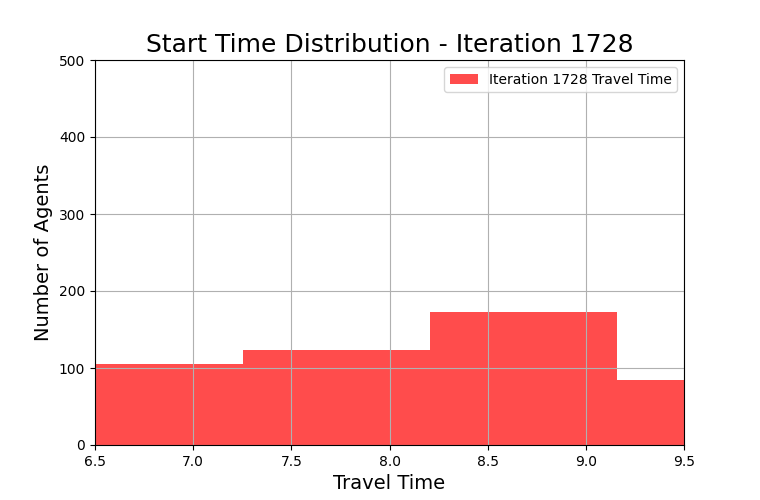 Start Time Distribution - Iteration 1728
Iteration 1728 Travel Time
Number of Agents
500
400
300
200
100
0
6.5 7.0 7.5 8.0 8.5 9.0 9.5
Travel Time